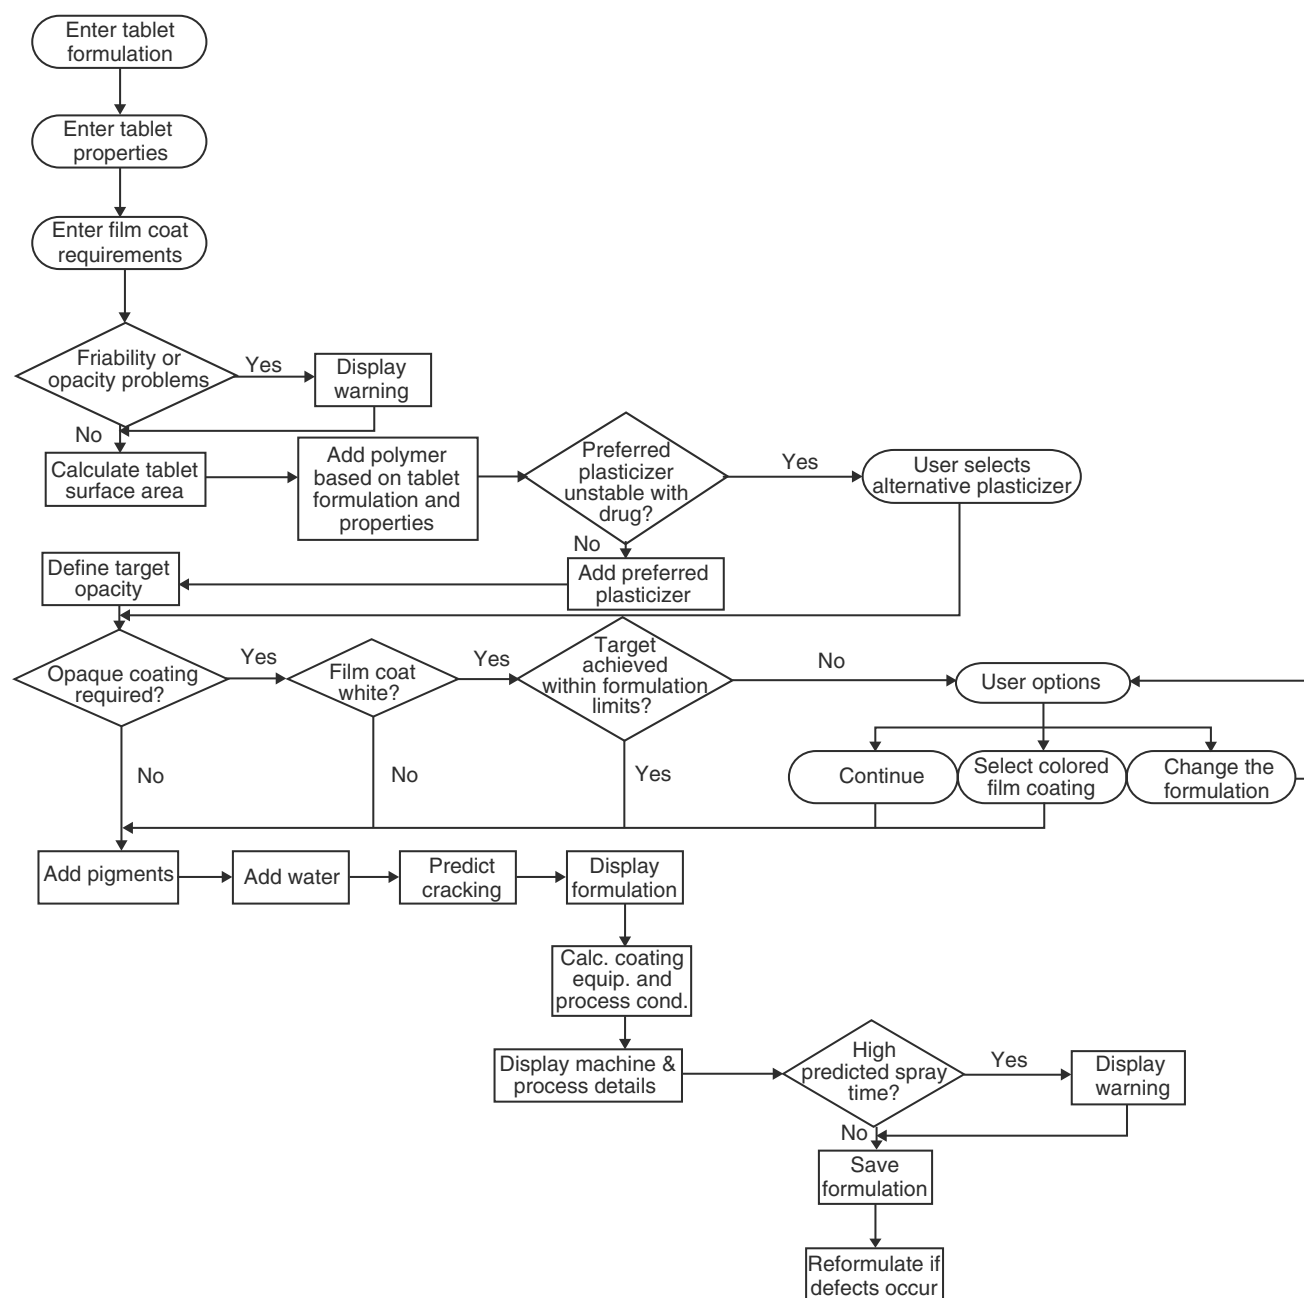 Enter tablet
formulation
Enter tablet
properties
Enter film coat
requirements
Friability or
opacity problems
Yes
Display
warning
No
Calculate tablet
surface area
Add polymer
based on tablet
formulation and
properties
Preferred
plasticizer
unstable with
drug?
Yes
User selects
alternative plasticizer
No
Add preferred
plasticizer
Define target
opacity
Opaque coating
required?
Yes
Film coat
white?
Yes
Target
achieved
within formulation
limits?
No
User options
No
No
Yes
Continue
Select colored
film coating
Change the
formulation
Add pigments
Add water
Predict
cracking
Display
formulation
Calc. coating
equip. and
process cond.
Display machine &
process details
High
predicted spray
time?
Yes
Display
warning
No
Save
formulation
Reformulate if
defects occur